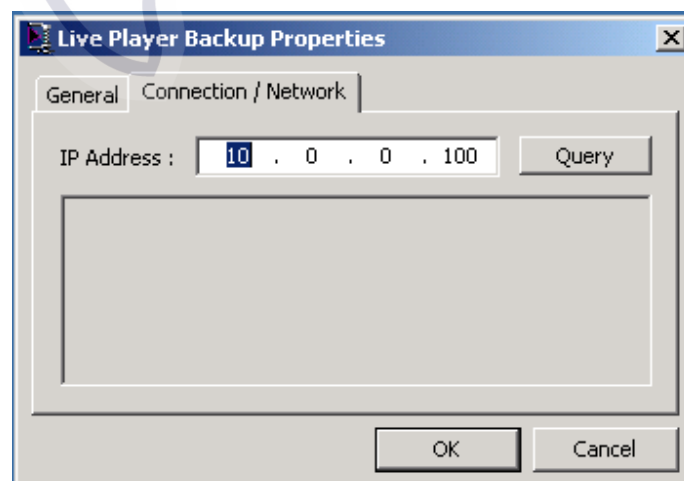 Live Player Backup Properties
General Connection / Network
IP Address : 10 . 0 . 0 . 100 Query
OK Cancel